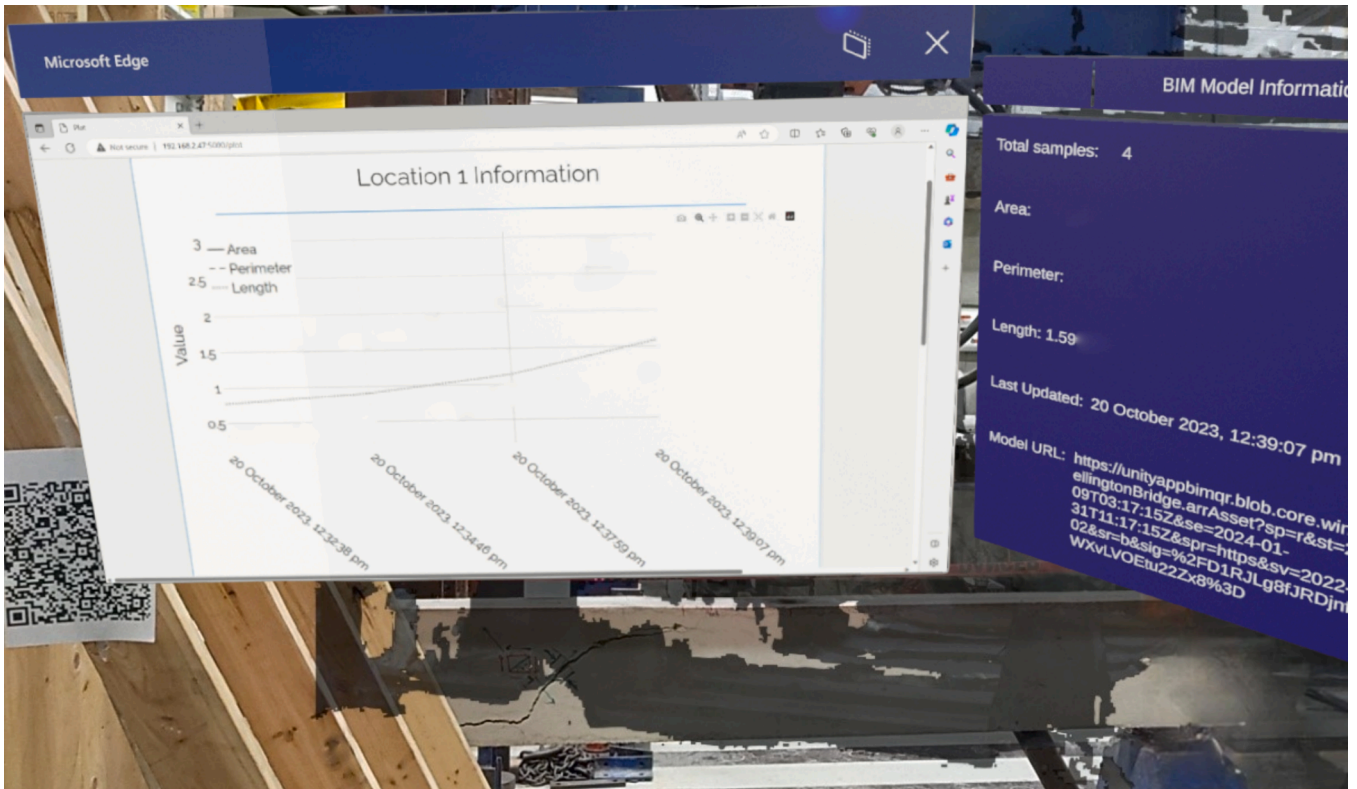 Microsoft Edge
Plot
Not secure | 192.168.2.47:5000/plot
Location 1 Information
3
Area
Perimeter
2.5
Length
2
Value
1.5
1
0.5
20 October 2023, 12:32:38 pm
20 October 2023, 12:34:46 pm
20 October 2023, 12:37:59 pm
20 October 2023, 12:39:07 pm
BIM Model Informatio
Total samples: 4
Area:
Perimeter:
Length: 1.59
Last Updated: 20 October 2023, 12:39:07 pm
Model URL: https://unityappbimqr.blob.core.win
ellingtonBridge.arrAsset?sp=r&st=2
09T03:17:15Z&se=2024-01-
31T11:17:15Z&spr=https&sv=2022-
02&sr=b&sig=%2FD1RJLg8fJRDjnf
WXvLVOEtu22Zx8%3D